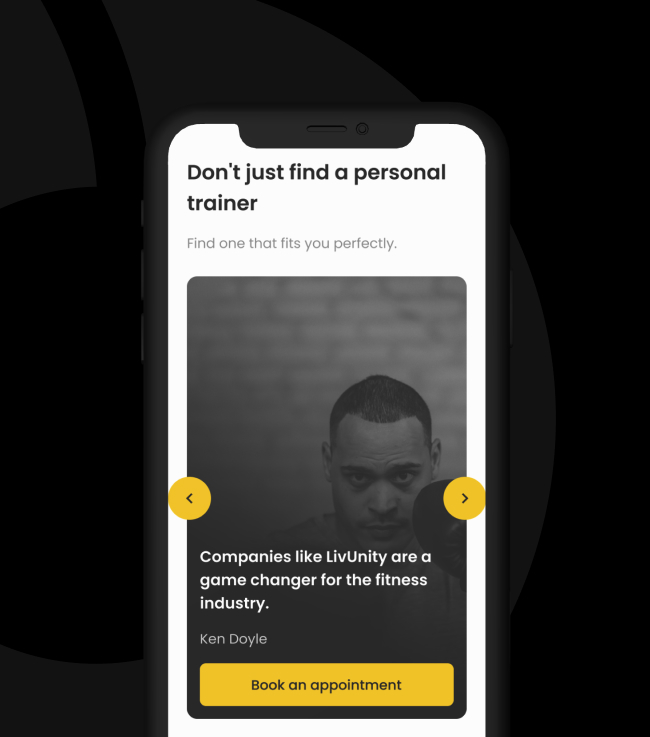 Don't just find a personal
trainer
Find one that fits you perfectly.
Companies like LivUnity are a
game changer for the fitness
industry.
Ken Doyle
Book an appointment